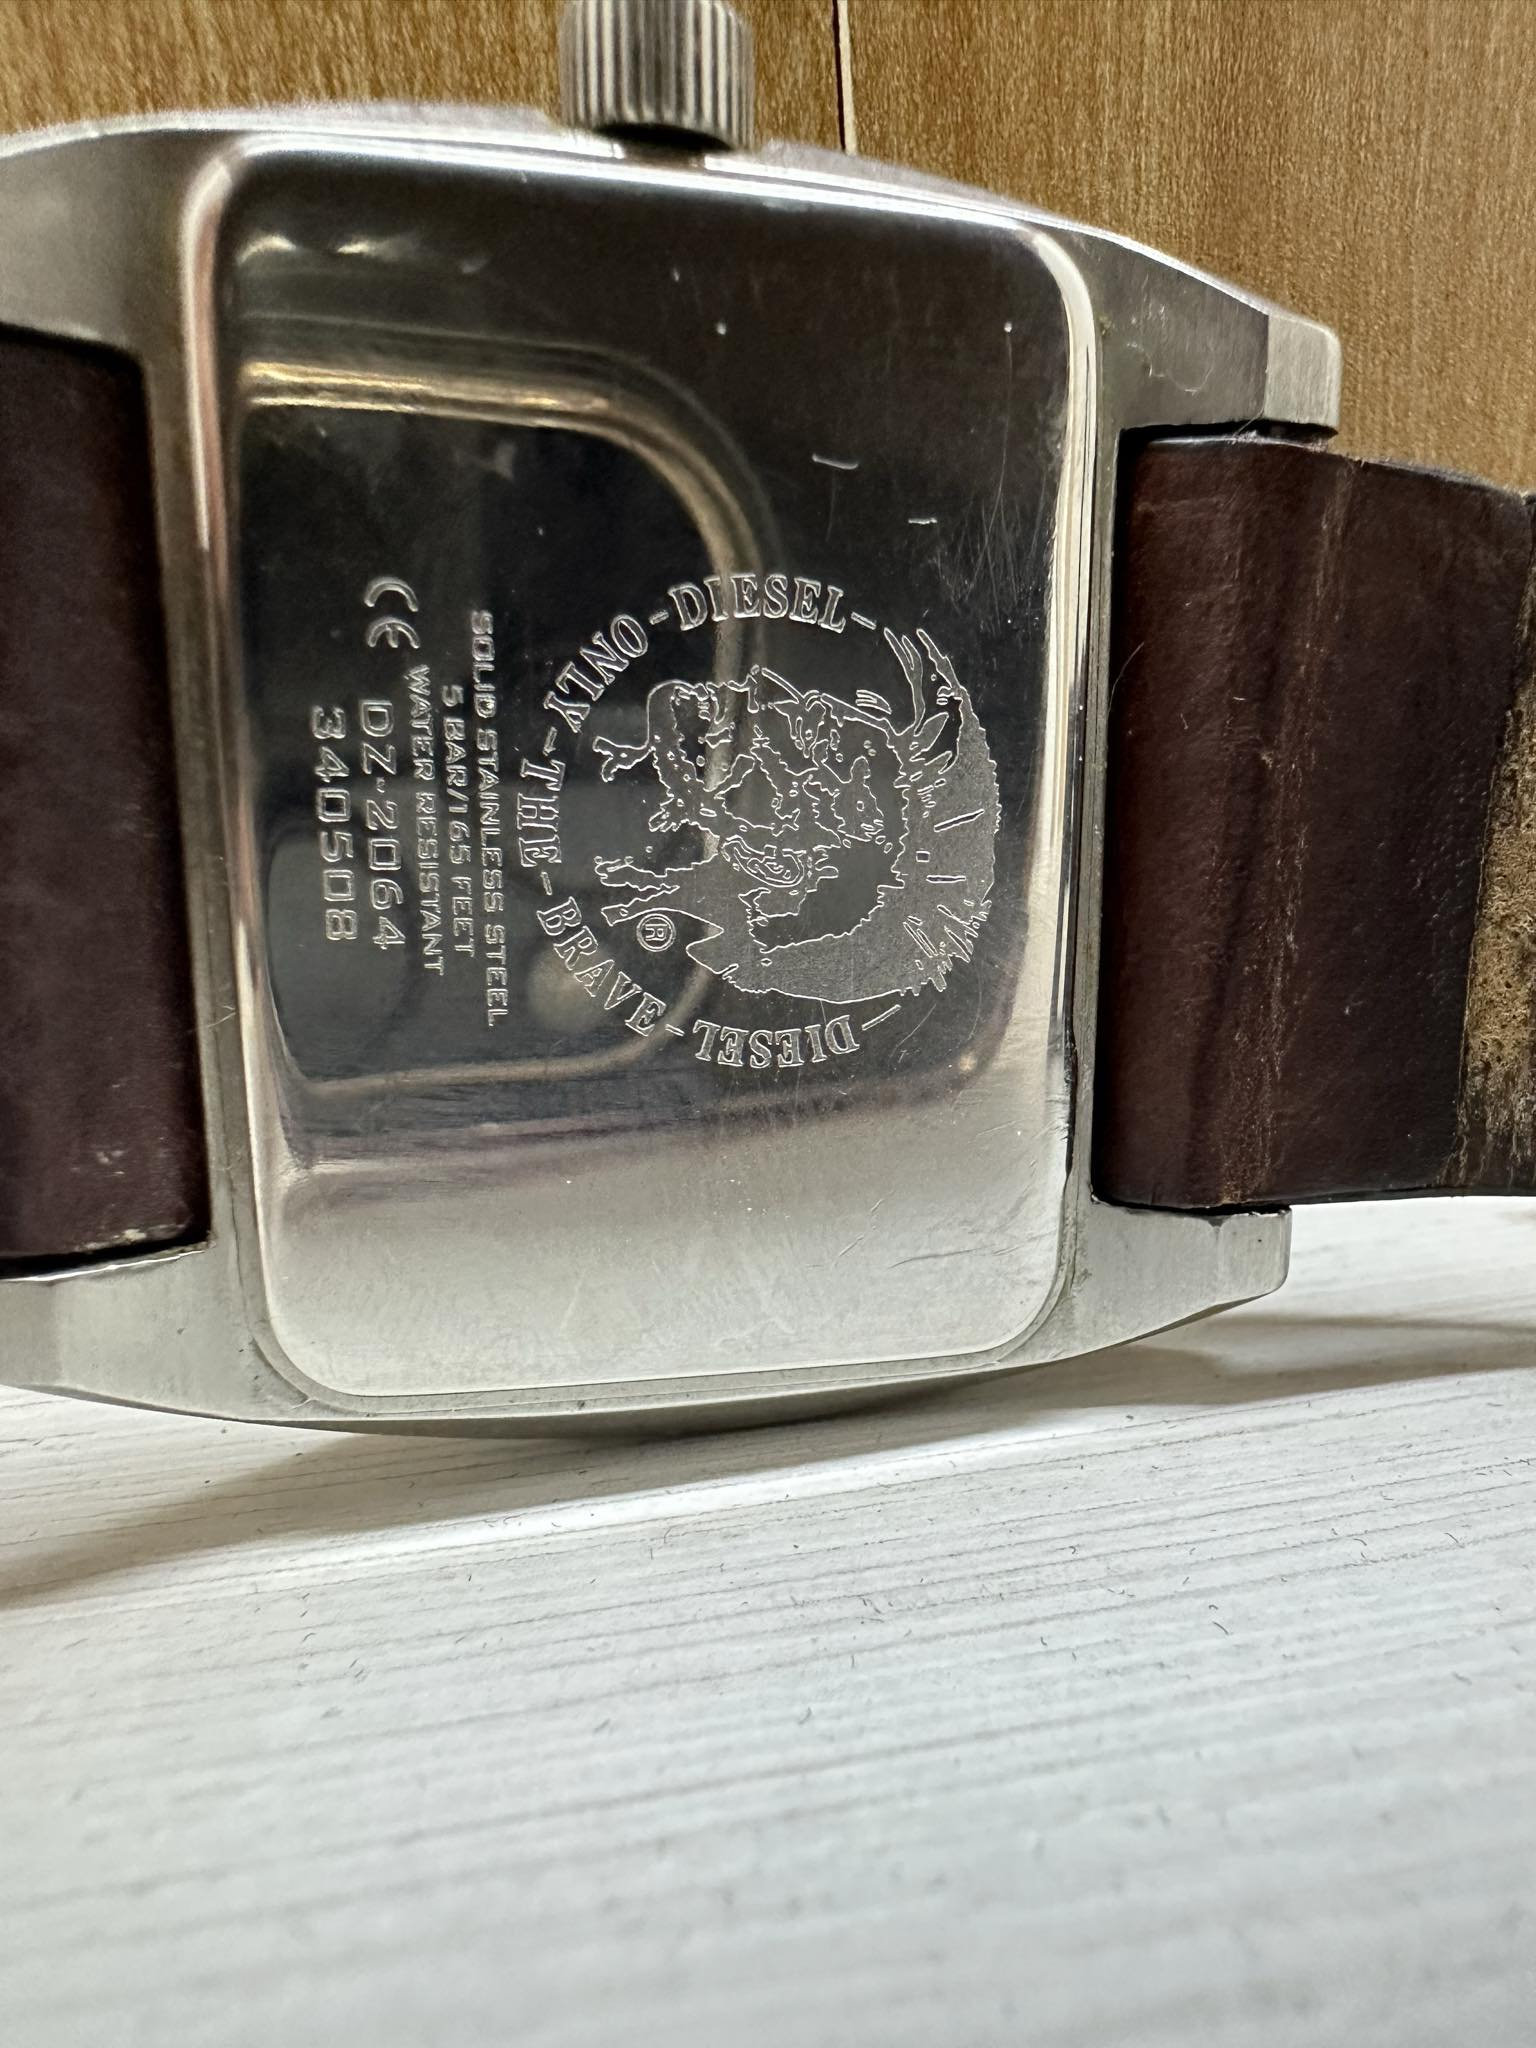 DIESEL-ONLY-THE-BRAVE-DIESEL
®
SOLID STAINLESS STEEL
5 BAR/165 FEET
WATER RESISTANT
CE DZ-2064
340508